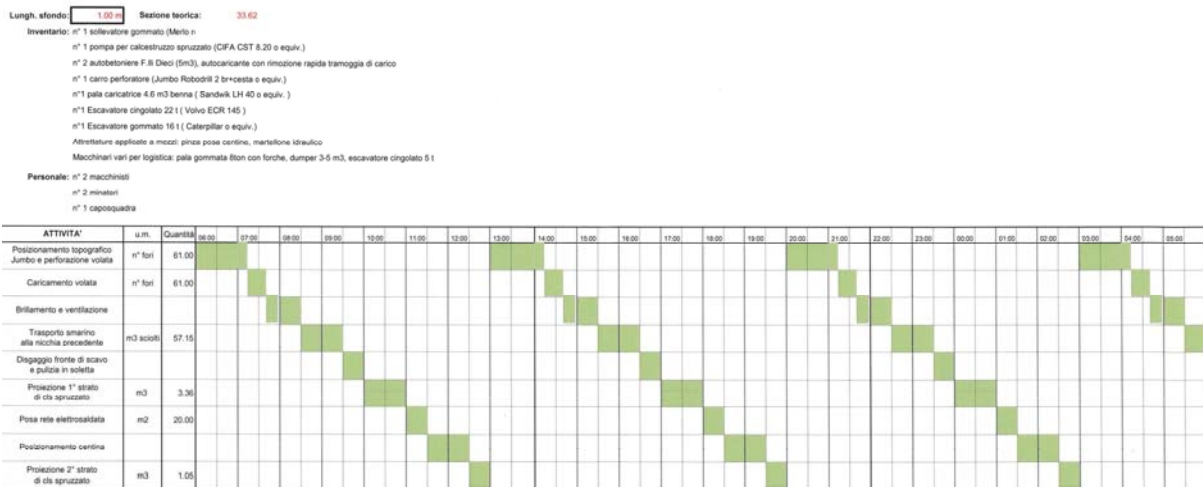 Lungh. sfondo: 1.00 m Sezione teorica: 33.62
Inventario: n° 1 sollevatore gommato (Merlo
n° 1 pompa per calcestruzzo spruzzato (CIFA CST 8.20 o equiv.)
n° 2 autobetoniere F.lli Dieci (5m3), autocaricante con rimozione rapida tramoggia di carico
n° 1 carro perforatore (Jumbo Robodrill 2 br+cesta o equiv.)
n°1 pala caricatrice 4.6 m3 benna ( Sandwik LH 40 o equiv. )
n°1 Escavatore cingolato 22 t ( Volvo ECR 145 )
n°1 Escavatore gommato 16 t ( Caterpillar o equiv.)
Attrettature applicate a mezzi: pinza posa centine, martellone idraulico
Macchinari vari per logistica: pala gommata 8ton con forche, dumper 3-5 m3, escavatore cingolato 5 t
Personale: n° 2 macchinisti
n° 2 minatori
n° 1 caposquadra
ATTIVITA' u.m. Quantità 06:00 07:00 08:00 09:00 10:00 11:00 12:00 13:00 14:00 15:00 16:00 17:00 18:00 19:00 20:00 21:00 22:00 23:00 00:00 01:00 02:00 03:00 04:00 05:00
Posizionamento topografico
Jumbo e perforazione volata n° fori 61.00
Caricamento volata n° fori 61.00
Brillamento e ventilazione
Trasporto smarino
alla nicchia precedente m3 sciolti 57.15
Disgaggio fronte di scavo
e pulizia in soletta
Proiezione 1° strato
di cls spruzzato m3 3.36
Posa rete elettrosaldata m2 20.00
Posizionamento centina
Proiezione 2° strato
di cls spruzzato m3 1.05